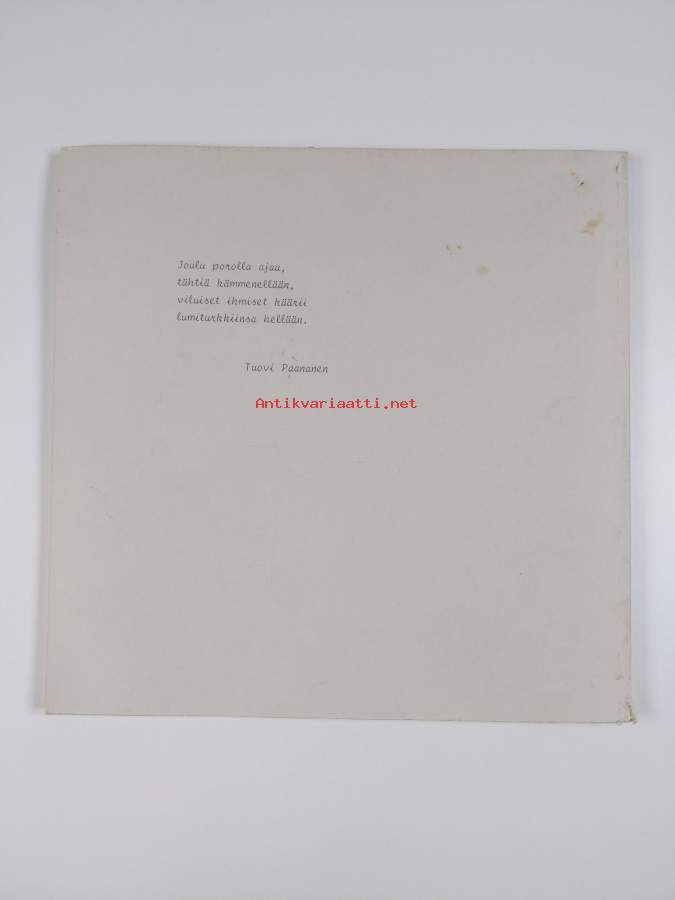 Joulu porolla ajaa,
tähtiä kämmenellään,
viluiset ihmiset käärii
lumiturkkiinsa hellään.
Tuovi Paananen
Antikvariaatti.net